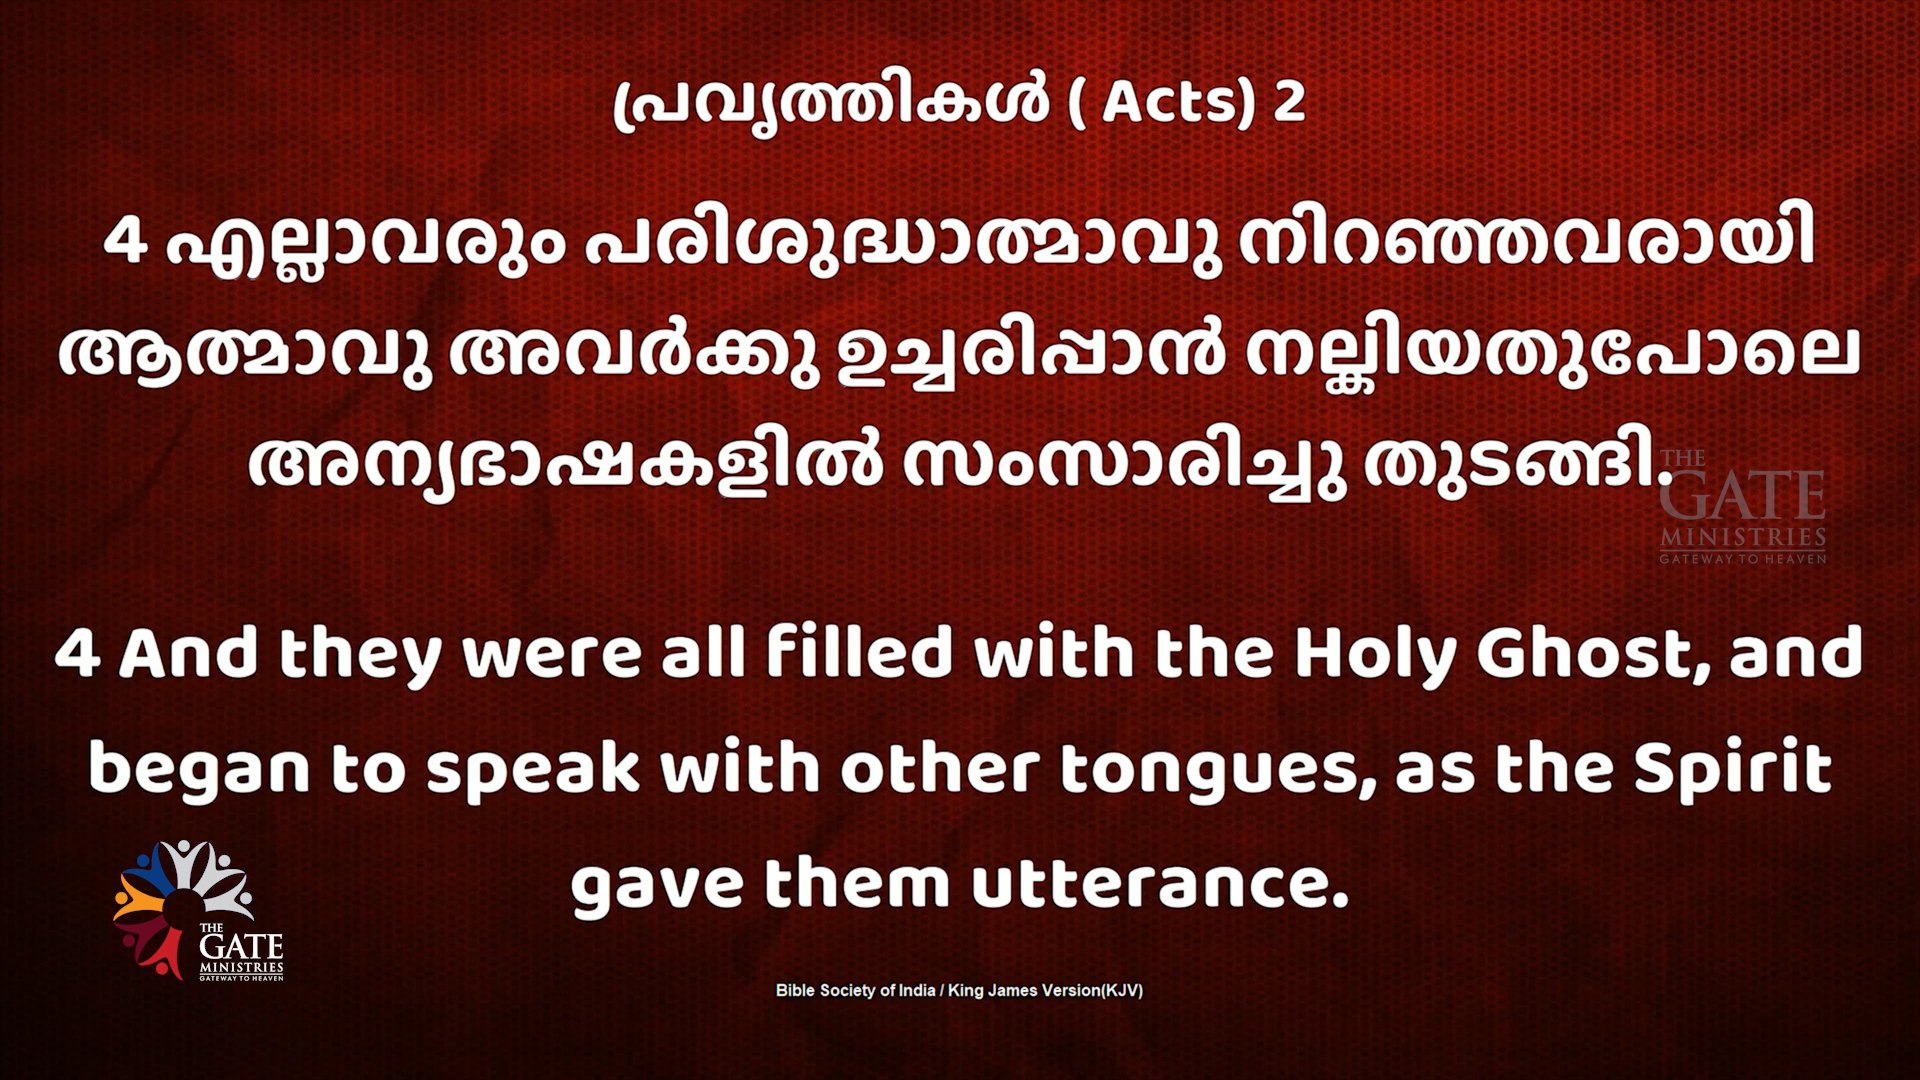 പ്രവൃത്തികൾ ( Acts) 2
4 എല്ലാവരും പരിശുദ്ധാത്മാവു നിറഞ്ഞവരായി
ആത്മാവു അവർക്കു ഉച്ചരിപ്പാൻ നല്കിയതുപോലെ
അന്യഭാഷകളിൽ സംസാരിച്ചു തുടങ്ങി.
THE
GATE
MINISTRIES
GATEWAY TO HEAVEN
4 And they were all filled with the Holy Ghost, and
began to speak with other tongues, as the Spirit
gave them utterance.
THE
GATE
MINISTRIES
GATEWAY TO HEAVEN
Bible Society of India / King James Version(KJV)